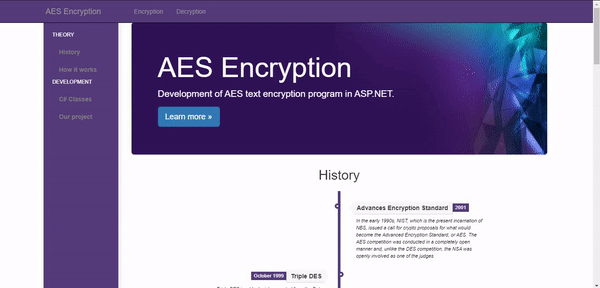 AES Encryption
Encryption
Decryption
THEORY
History
How it works
DEVELOPMENT
C# Classes
Our project
AES Encryption
Development of AES text encryption program in ASP.NET.
Learn more »
History
Advances Encryption Standard 2001
In the early 1990s, NIST, which is the present incarnation of
NBS, issued a call for crypto proposals for what would
become the Advanced Encryption Standard, or AES. The
AES competition was conducted in a completely open
manner and, unlike the DES competition, the NSA was
openly involved as one of the judges.
October 1999 Triple DES